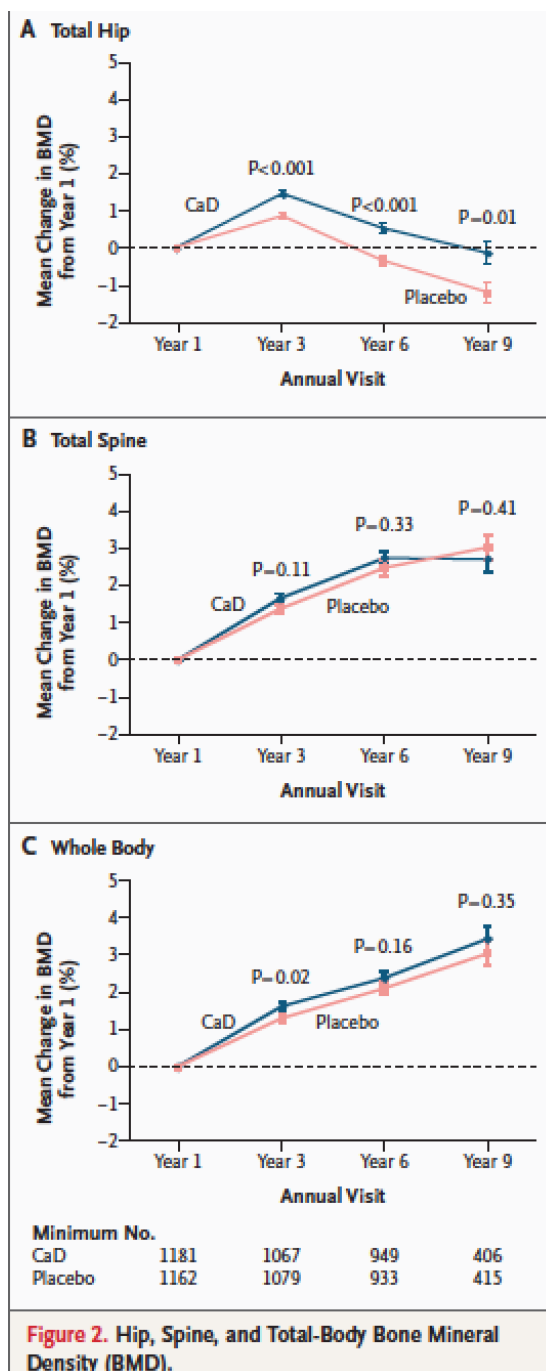 A Total Hip
Mean Change in BMD
from Year 1 (%)
5
4
3
2
1
0
−1
−2
P<0.001
CaD
P<0.001
P=0.01
Placebo
Year 1 Year 3 Year 6 Year 9
Annual Visit
B Total Spine
Mean Change in BMD
from Year 1 (%)
5
4
3
2
1
0
−1
−2
P=0.41
P=0.33
P=0.11
CaD Placebo
Year 1 Year 3 Year 6 Year 9
Annual Visit
C Whole Body
Mean Change in BMD
from Year 1 (%)
5
4
3
2
1
0
−1
−2
P=0.35
P=0.16
P=0.02
CaD Placebo
Year 1 Year 3 Year 6 Year 9
Annual Visit
Minimum No.
CaD 1181 1067 949 406
Placebo 1162 1079 933 415
Figure 2. Hip, Spine, and Total-Body Bone Mineral
Density (BMD).